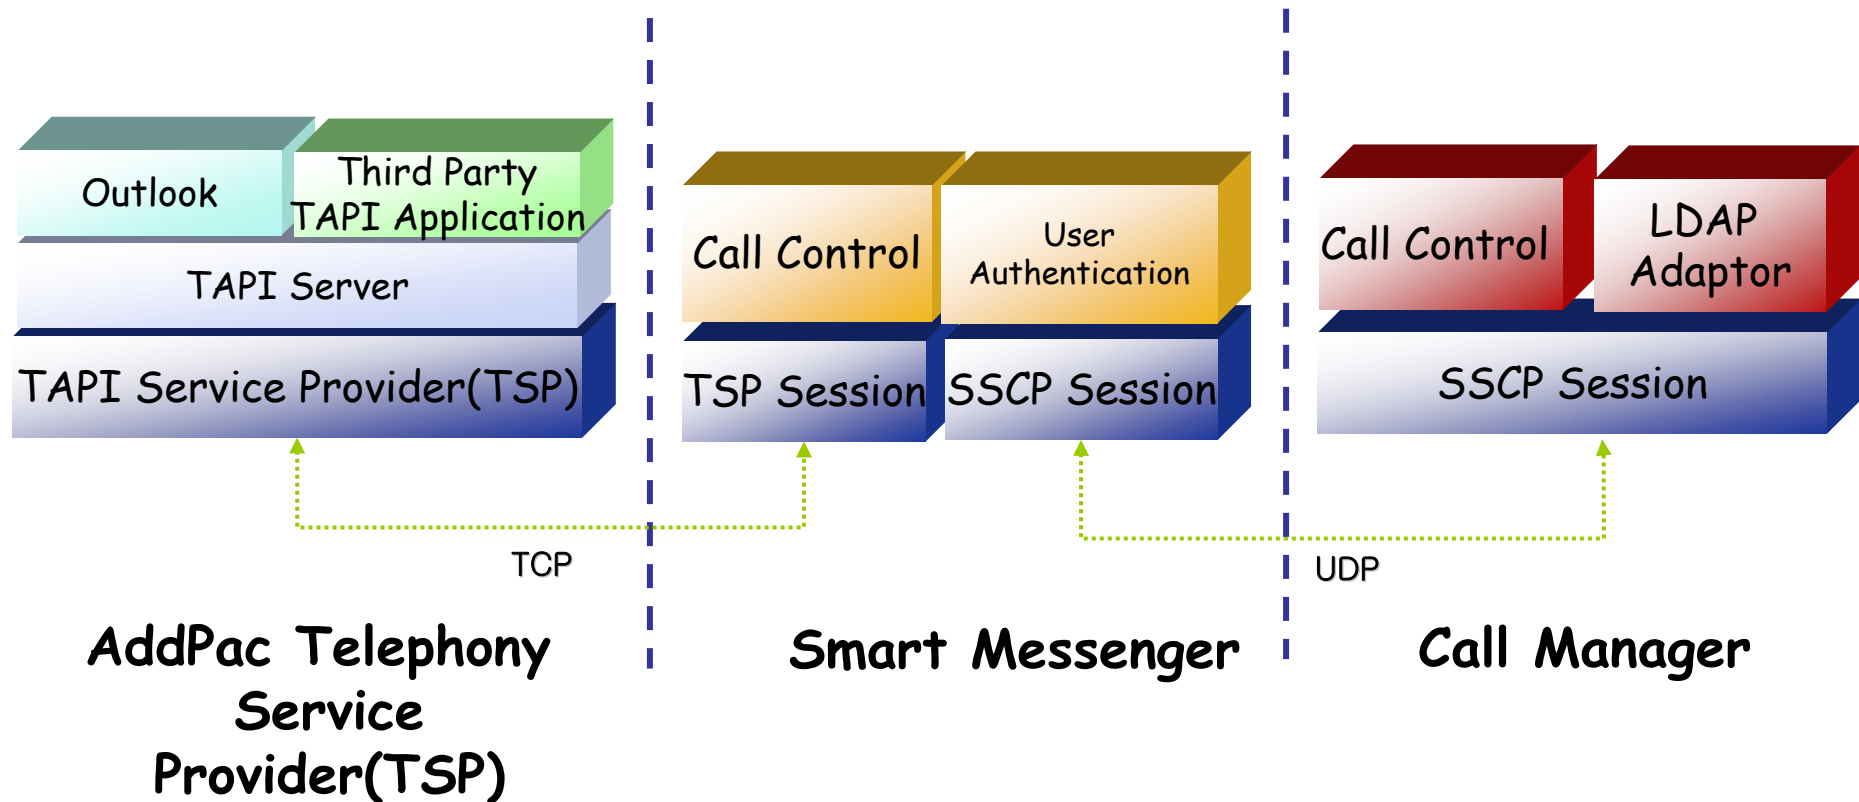 Outlook
Third Party
TAPI Application
TAPI Server
TAPI Service Provider(TSP)
Call Control
User
Authentication
TSP Session
SSCP Session
Call Control
LDAP
Adaptor
SSCP Session
TCP
UDP
AddPac Telephony
Service
Provider(TSP)
Smart Messenger
Call Manager